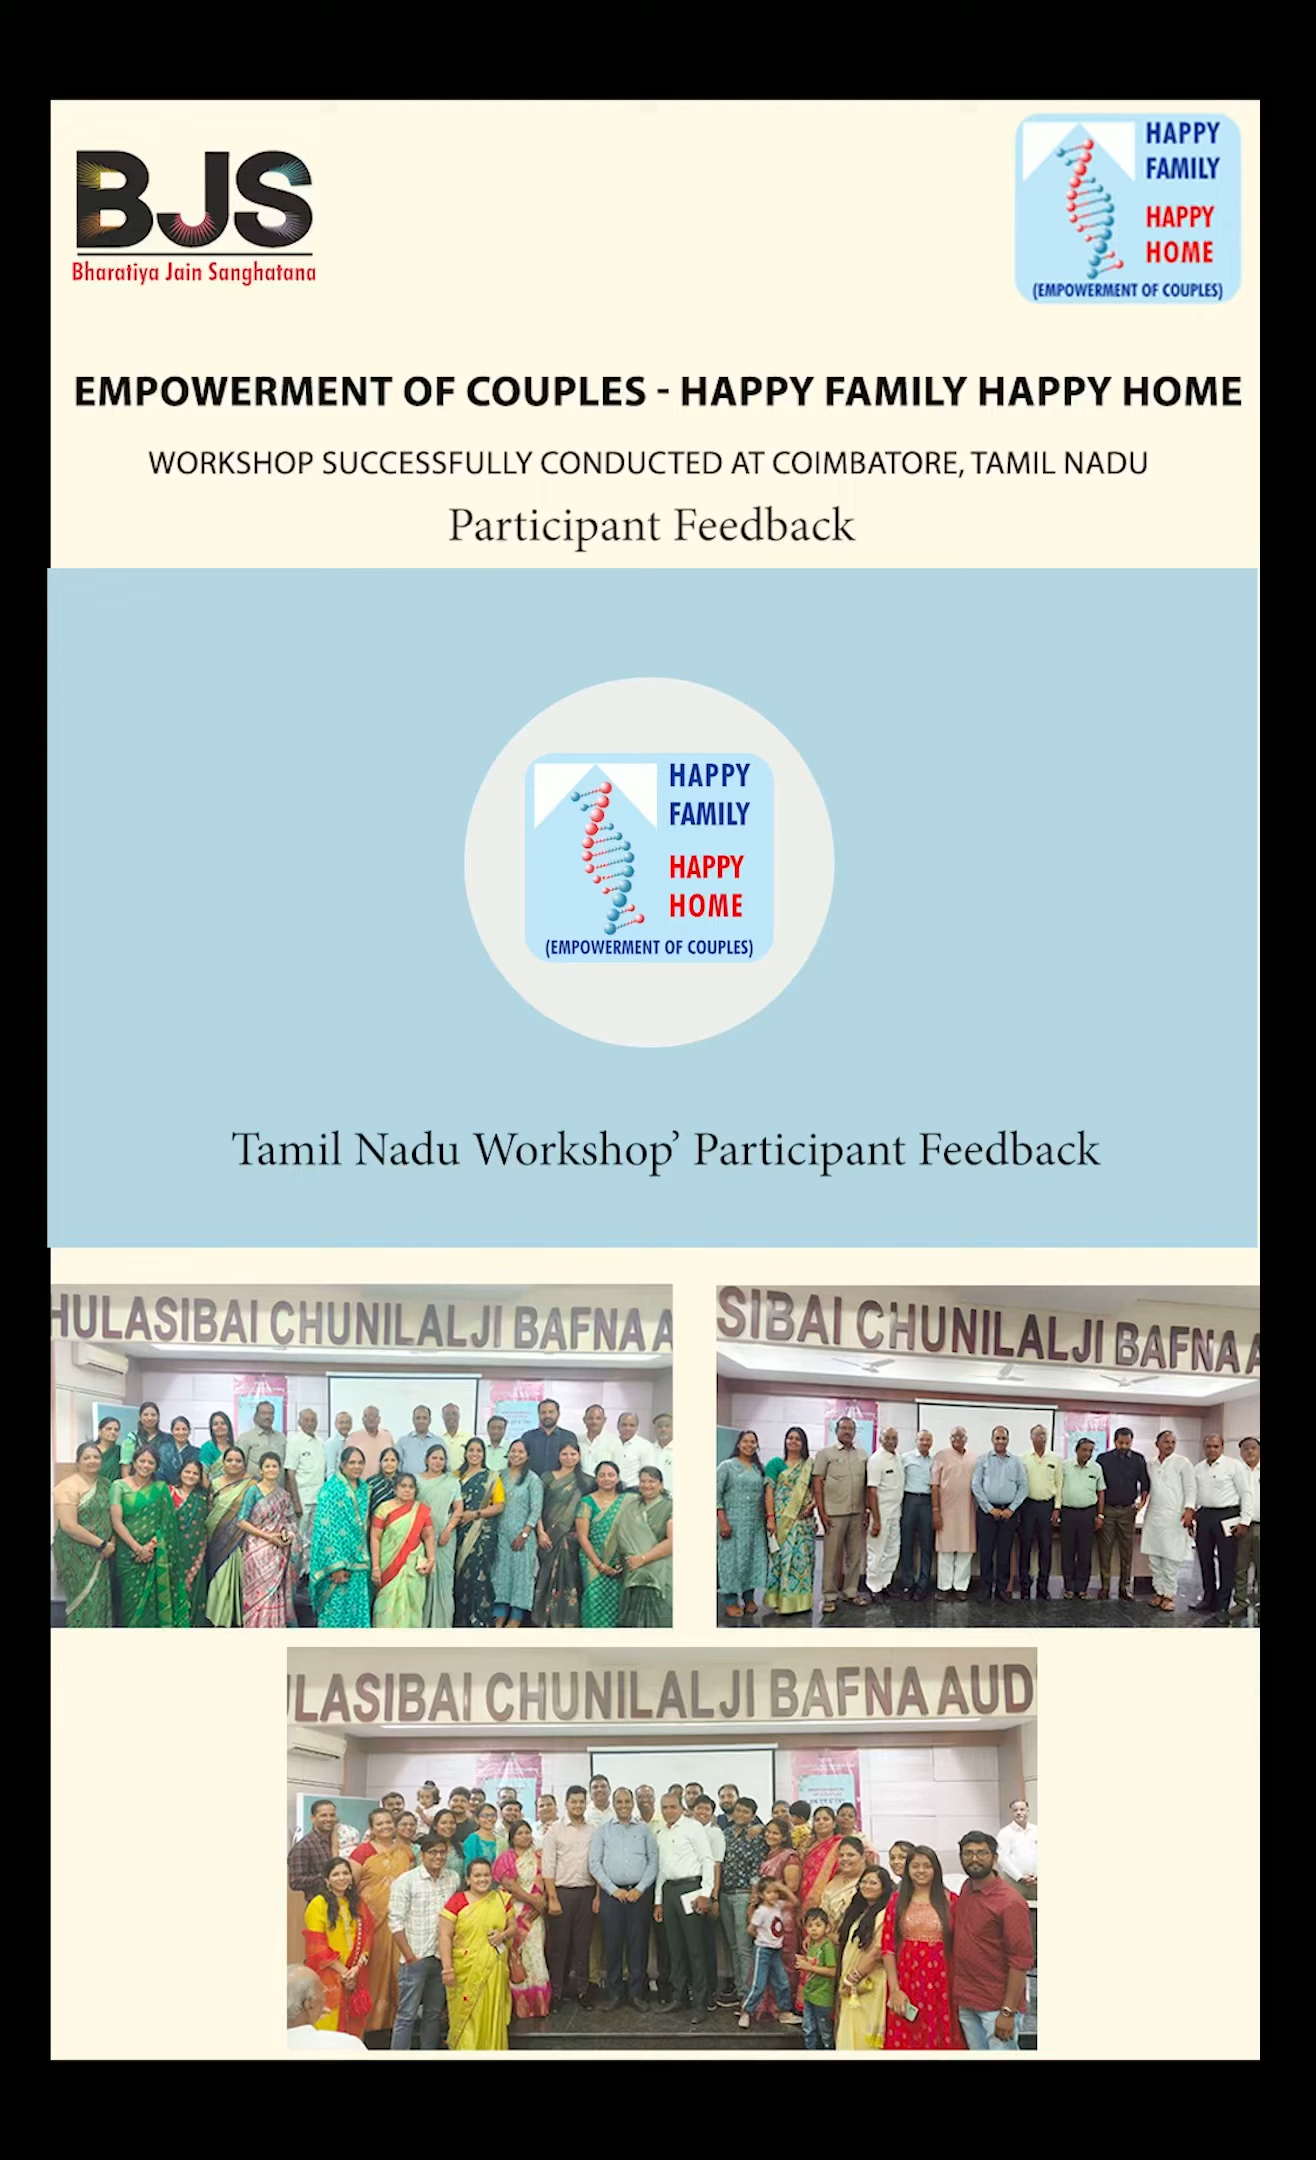 BJS
Bharatiya Jain Sanghatana
HAPPY
FAMILY
HAPPY
HOME
(EMPOWERMENT OF COUPLES)
EMPOWERMENT OF COUPLES - HAPPY FAMILY HAPPY HOME
WORKSHOP SUCCESSFULLY CONDUCTED AT COIMBATORE, TAMIL NADU
Participant Feedback
HAPPY
FAMILY
HAPPY
HOME
(EMPOWERMENT OF COUPLES)
Tamil Nadu Workshop’ Participant Feedback
HULASIBAI CHUNILALJI BAFNA A
SIBAI CHUNILALJI BAFNA A
ULASIBAI CHUNILALJI BAFNA AUD